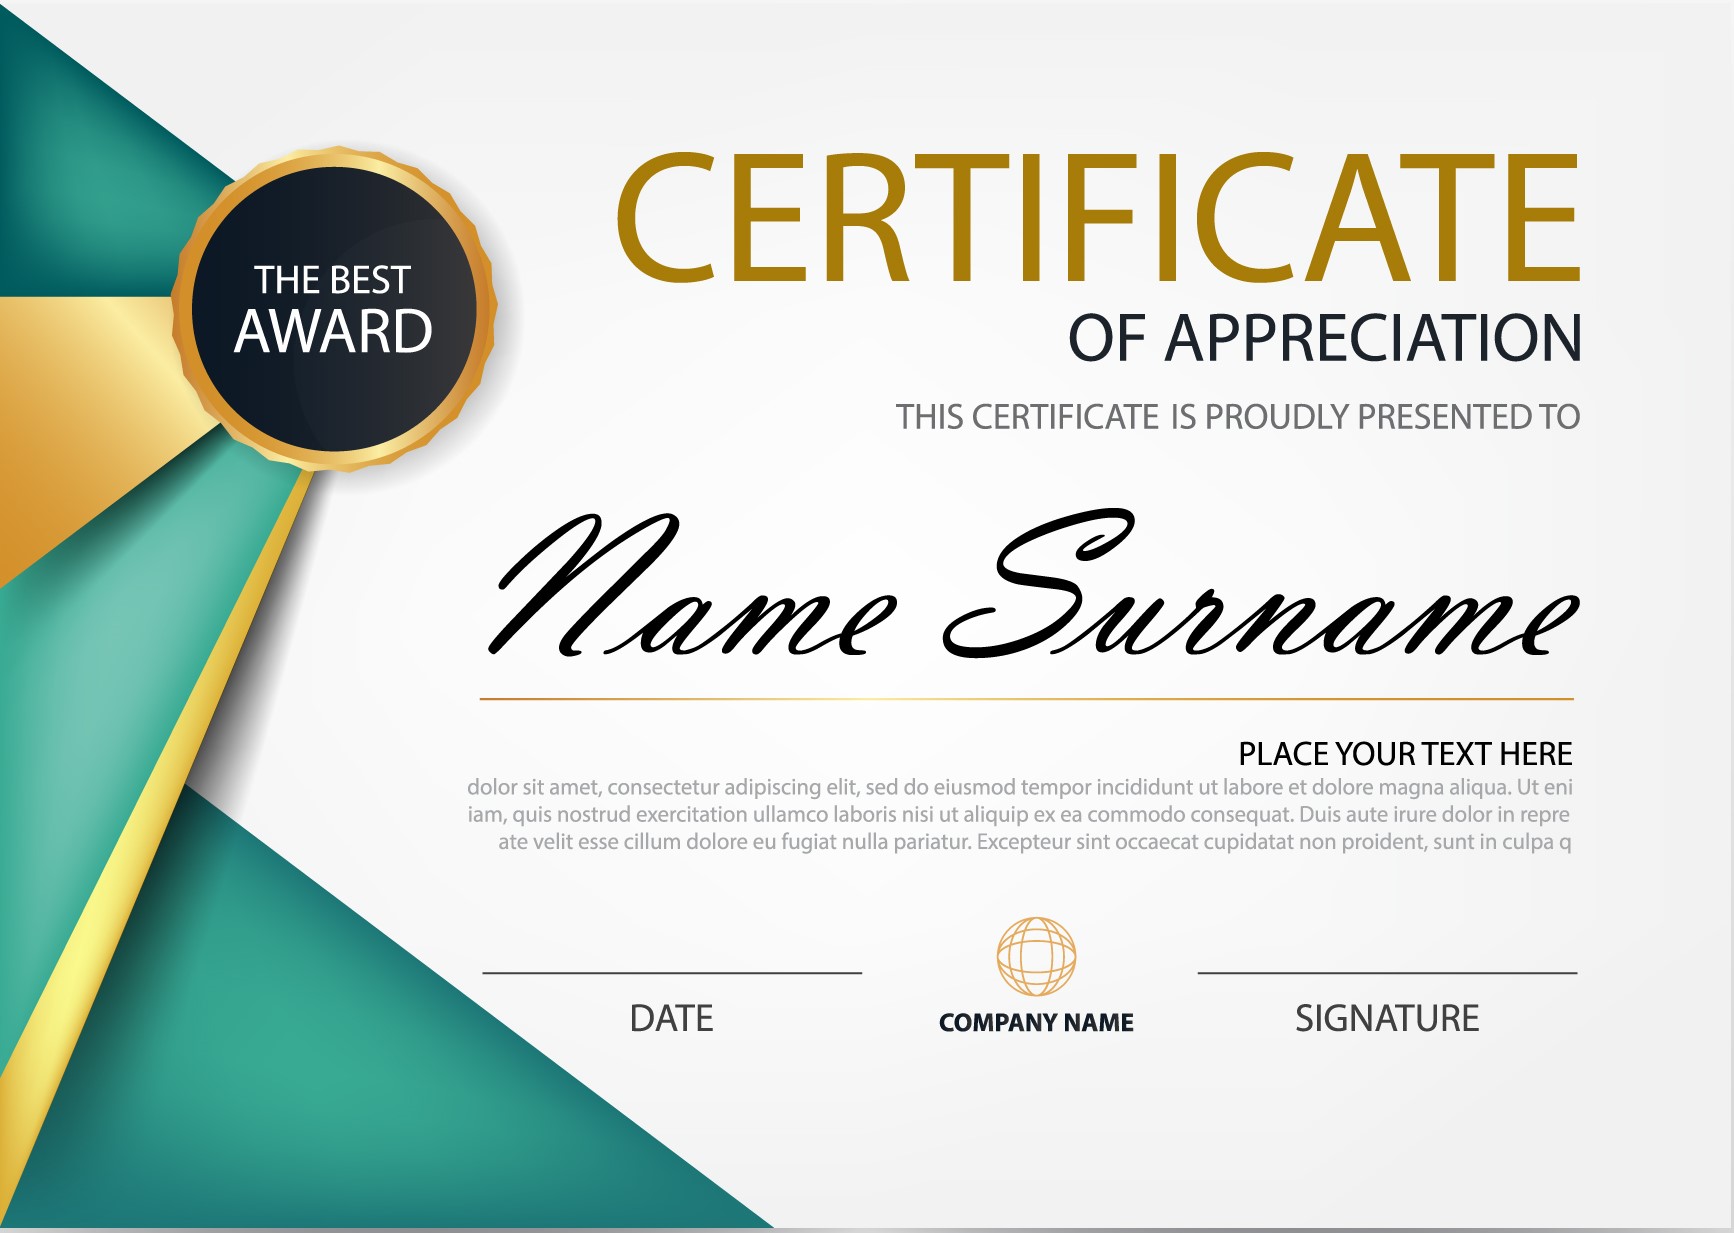 THE BEST
AWARD
CERTIFICATE
OF APPRECIATION
THIS CERTIFICATE IS PROUDLY PRESENTED TO
Name Surname
PLACE YOUR TEXT HERE
dolor sit amet, consectetur adipiscing elit, sed do eiusmod tempor incididunt ut labore et dolore magna aliqua. Ut eni
iam, quis nostrud exercitation ullamco laboris nisi ut aliquip ex ea commodo consequat. Duis aute irure dolor in repre
ate velit esse cillum dolore eu fugiat nulla pariatur. Excepteur sint occaecat cupidatat non proident, sunt in culpa q
DATE
COMPANY NAME
SIGNATURE